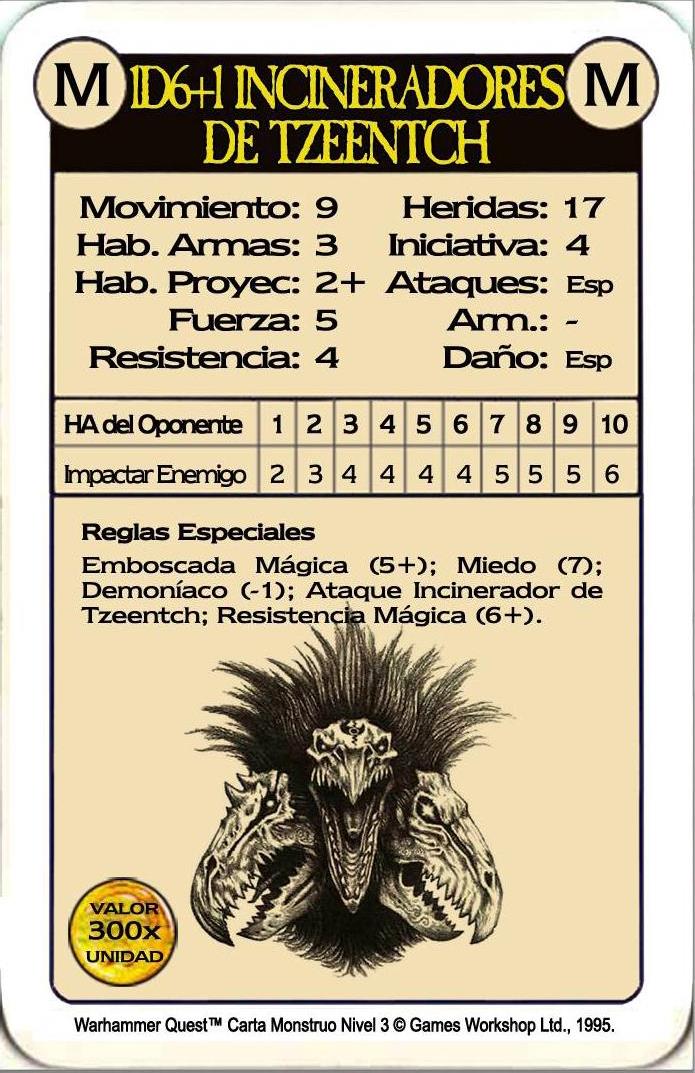 M 1D6+1 INCINERADORES M
DE TZEENTCH
Movimiento: 9 Heridas: 17
Hab. Armas: 3 Iniciativa: 4
Hab. Proyec: 2+ Ataques: Esp
Fuerza: 5 Arm.: -
Resistencia: 4 Daño: Esp
HA del Oponente 1 2 3 4 5 6 7 8 9 10
Impactar Enemigo 2 3 4 4 4 4 5 5 5 6
Reglas Especiales
Emboscada Mágica (5+); Miedo (7);
Demoníaco (-1); Ataque Incinerador de
Tzeentch; Resistencia Mágica (6+).
VALOR
300x
UNIDAD
Warhammer Quest™ Carta Monstruo Nivel 3 © Games Workshop Ltd., 1995.